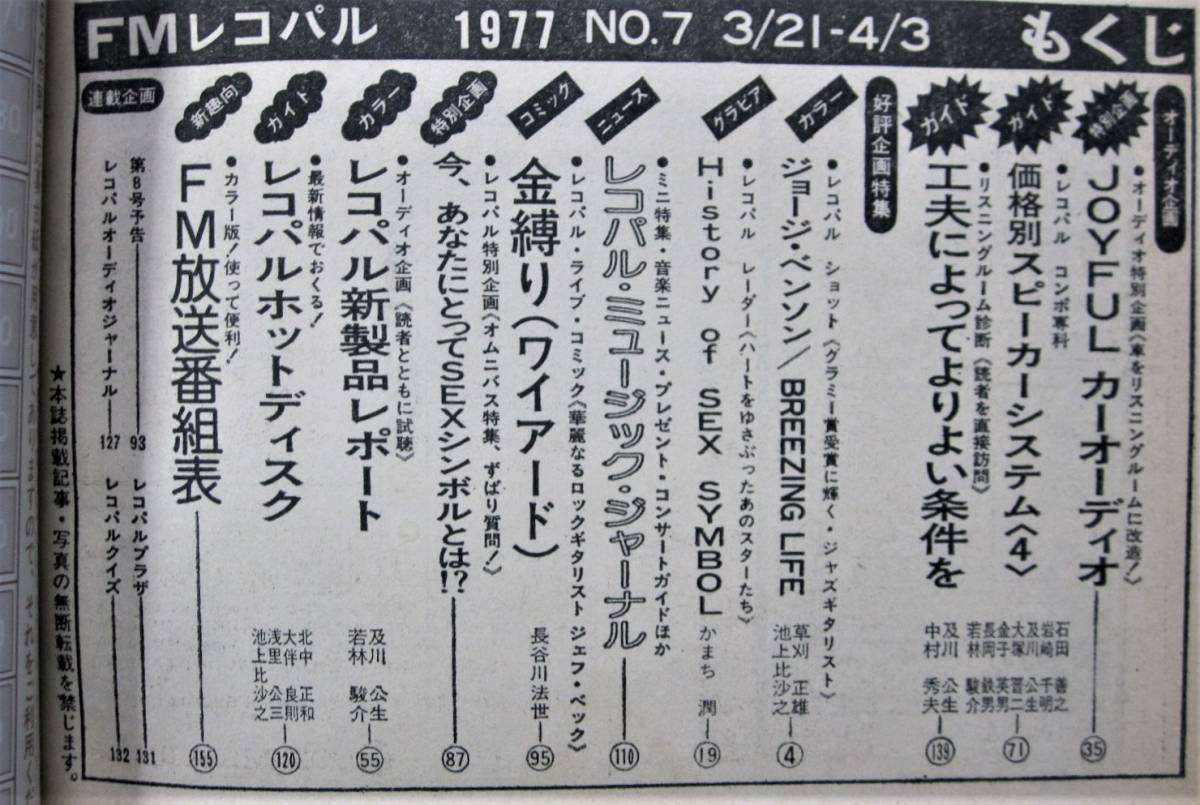 FMレコパル 1977 NO.7 3/21-4/3 もくじ
オーディオ企画
特別企画
●オーディオ特別企画《車をリスニングルームに改造!》
JOYFUL カーオーディオ
35
ガイド
●レコパル コンポ専科
価格別スピーカーシステム〈4〉
石田 善之
岩崎 千明
及川 公生
大塚 晋二
金子 英男
長岡 鉄男
若林 駿介
71
ガイド
●リスニングルーム診断《読者を直接訪問》
工夫によってよりよい条件を
及川 公生
中村 秀夫
139
好評企画特集
カラー
●レコパル ショット《グラミー賞受賞に輝く・ジャズギタリスト》
ジョージ・ベンソン/BREEZING LIFE
草刈 正雄
池上比沙之
4
グラビア
●レコパル レーダー《ハートをゆさぶったあのスターたち》
History of SEX SYMBOL
かまち 潤
19
ニュース
●ミニ特集・音楽ニュース・プレゼント・コンサートガイドほか
レコパル・ミュージック・ジャーナル
110
コミック
●レコパル・ライブ・コミック《華麗なるロックギタリスト ジェフ・ベック》
金縛り(ワイアード)
長谷川法世
95
特別企画
●レコパル特別企画《オムニバス特集、ずばり質問!》
今、あなたにとってSEXシンボルとは!?
87
カラー
●オーディオ企画《読者とともに試聴》
レコパル新製品レポート
及川 公生
若林 駿介
55
ガイド
●最新情報でおくる!
レコパルホットディスク
北中 正和
大伴 良則
浅里 公三
池上比沙之
120
新趣向
●カラー版!使って便利!
FM放送番組表
155
連載企画
第8号予告 93
レコパルプラザ 131
レコパルオーディオジャーナル 127
レコパルクイズ 132
★本誌掲載記事・写真の無断転載を禁じます。